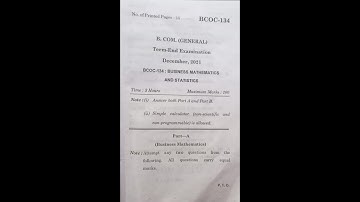 No. of Printed Pages : 15 BCOC-134
B. COM. (GENERAL)
Term-End Examination
December, 2021
BCOC-134 : BUSINESS MATHEMATICS
AND STATISTICS
Time : 3 Hours Maximum Marks : 100
Note : (i) Answer both Part A and Part B.
(ii) Simple calculator (non-scientific and
non-programmable) is allowed.
Part—A
(Business Mathematics)
Note : Attempt any two questions from the
following. All questions carry equal
marks.
P. T. O.